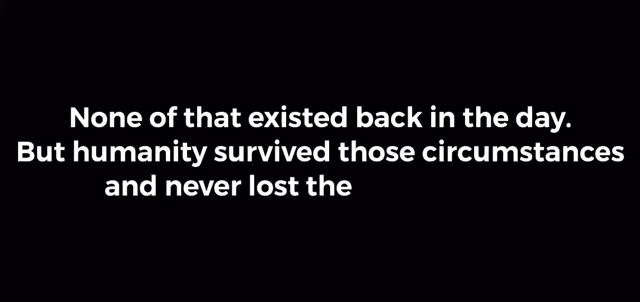 None of that existed back in the day.
But humanity survived those circumstances
and never lost the